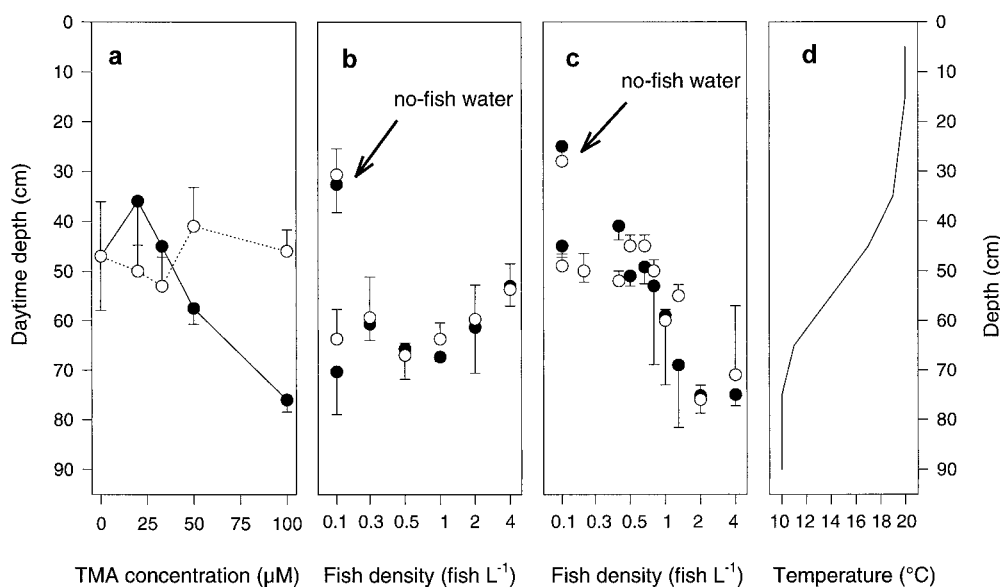 a
b
c
d
no-fish water
no-fish water
Daytime depth (cm)
0
10
20
30
40
50
60
70
80
90
0
10
20
30
40
50
60
70
80
90
Depth (cm)
0 25 50 75 100
0.1 0.3 0.5 1 2 4
0.1 0.3 0.5 1 2 4
10 12 14 16 18 20
TMA concentration (µM)
Fish density (fish L⁻¹)
Fish density (fish L⁻¹)
Temperature (°C)